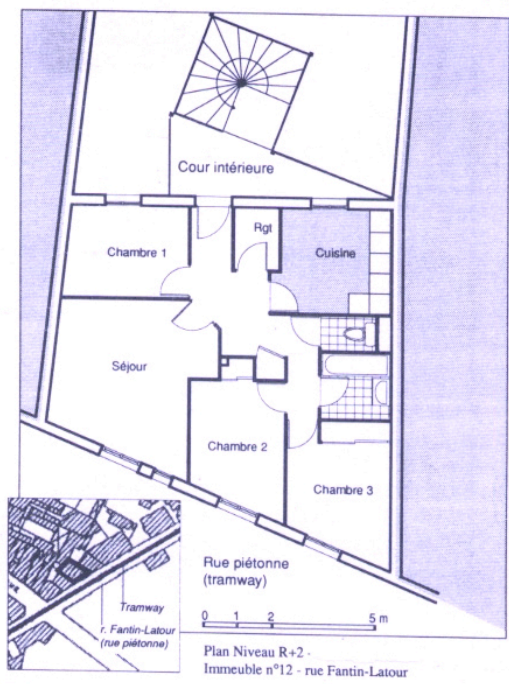 Cour intérieure
Rgt
Chambre 1
Cuisine
Séjour
Chambre 2
Chambre 3
Rue piétonne
(tramway)
Tramway
r. Fantin-Latour
(rue piétonne)
0 1 2 5 m
Plan Niveau R+2 -
Immeuble n°12 - rue Fantin-Latour